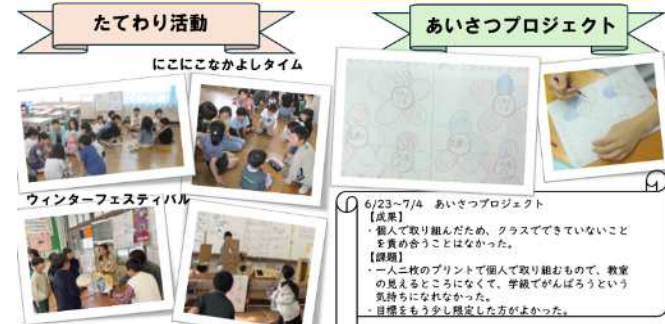 たてわり活動
にこにこなかよしタイム
ウィンターフェスティバル
あいさつプロジェクト
6/23~7/4 あいさつプロジェクト
【成果】
・個人で取り組んだため、クラスでできていないこと
を責め合うことはなかった。
【課題】
・一人二枚のプリントで個人で取り組むもので、教室
の見えるところになくて、学級でがんばろうという
気持ちになれなかった。
・目標をもう少し限定した方がよかった。